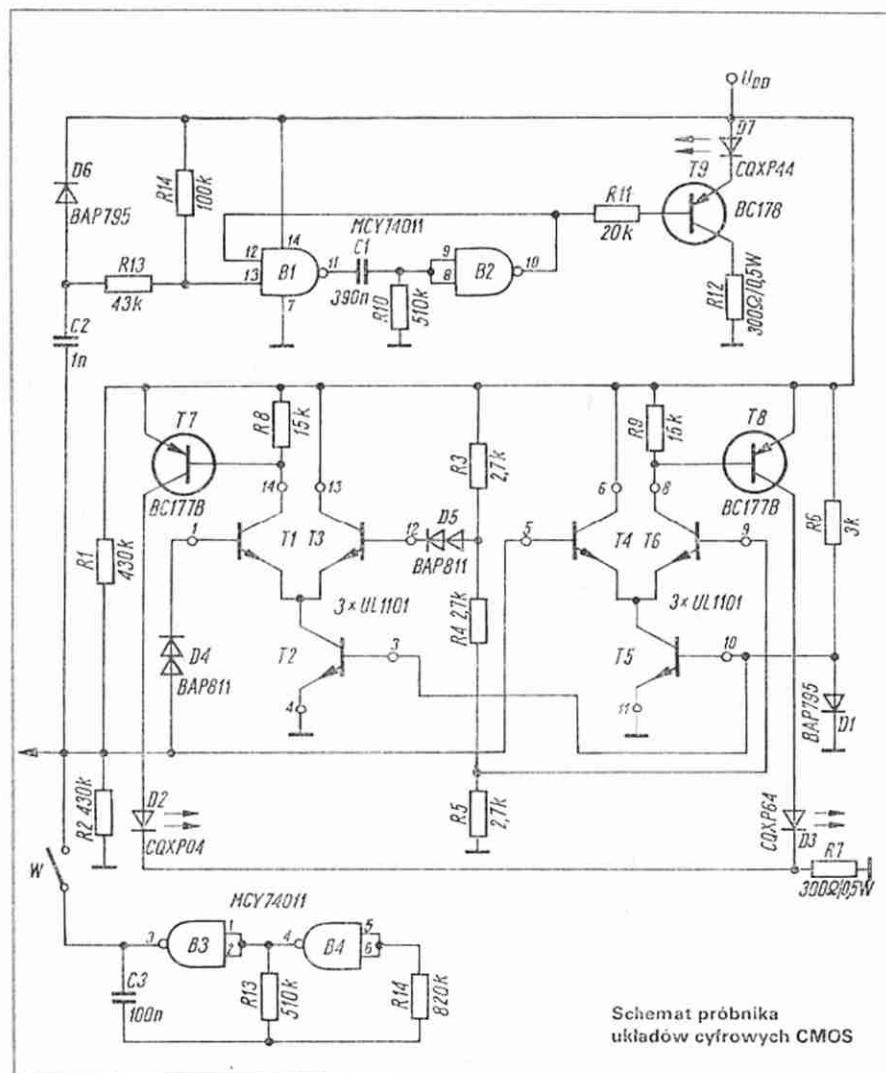 U_DD
D7
CQXP44
T9
BC178
D6
BAP795
R14
100k
R11
20k
MCY74011
C1
390n
12
13
14
7
B1
11
R10
510k
9
8
B2
10
R13
43k
R12
300Ω/0,5W
C2
1n
T7
BC177B
R8
15k
14
13
R3
2,7k
6
8
R9
15k
T8
BC177B
R1
430k
1
T1
T3
12
D5
BAP811
5
T4
T6
9
R6
3k
R4 2,7k
3×UL1101
3×UL1101
D4
BAP811
T2
3
4
T5
10
11
BAP795
D1
R2 430k
D2
CQXP04
R5
2,7k
CQXP64
D3
R7
300Ω/0,5W
W
MCY74011
3
B3
1
2
4
B4
5
6
C3
100n
R13
510k
R14
820k
Schemat próbnika
układów cyfrowych CMOS